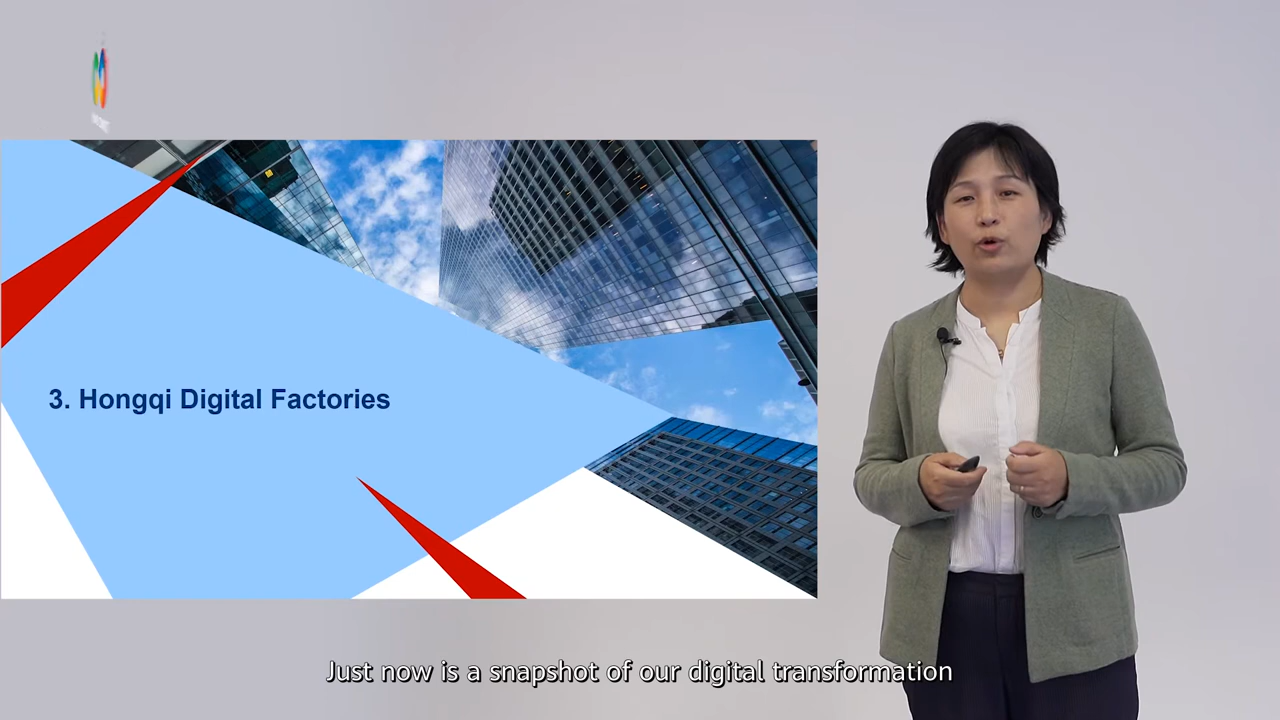 3. Hongqi Digital Factories
Just now is a snapshot of our digital transformation